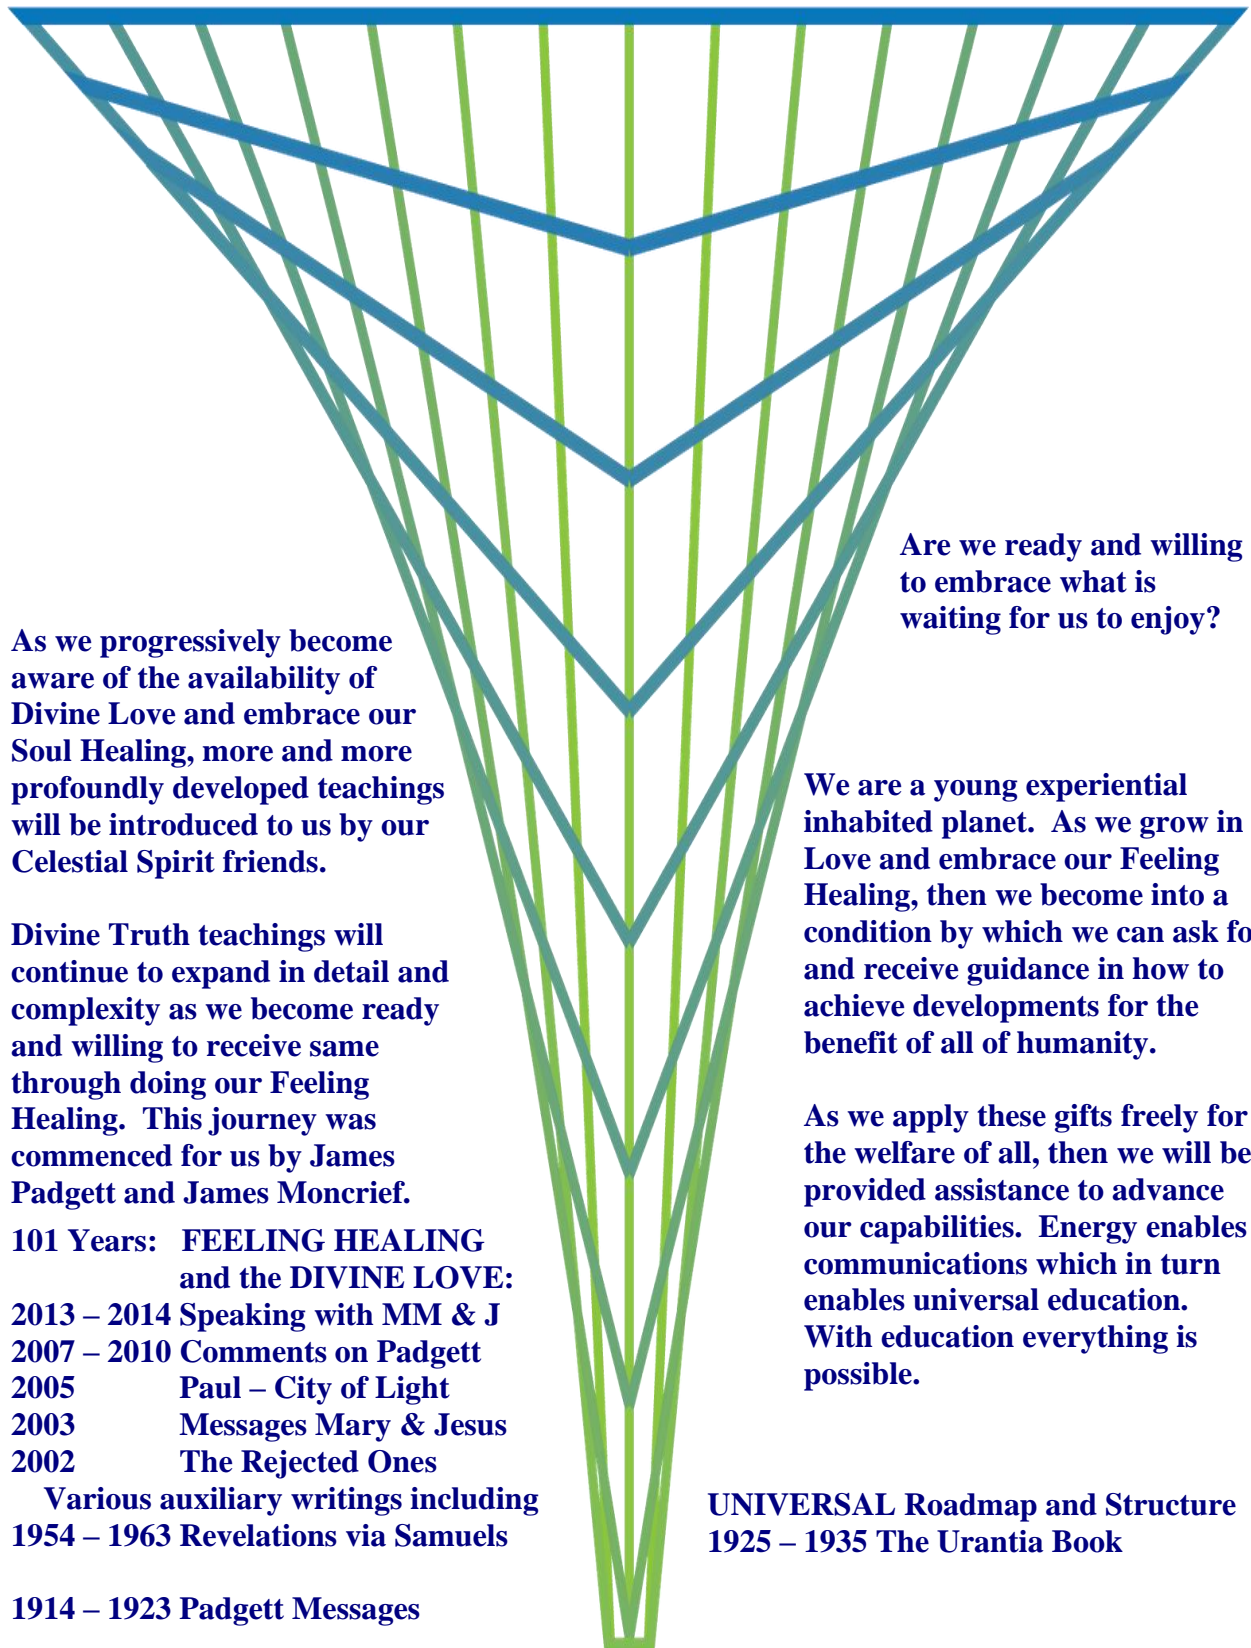 Are we ready and willing
to embrace what is
waiting for us to enjoy?
As we progressively become
aware of the availability of
Divine Love and embrace our
Soul Healing, more and more
profoundly developed teachings
will be introduced to us by our
Celestial Spirit friends.
Divine Truth teachings will
continue to expand in detail and
complexity as we become ready
and willing to receive same
through doing our Feeling
Healing.  This journey was
commenced for us by James
Padgett and James Moncrief.
101 Years:   FEELING HEALING
and the DIVINE LOVE:
2013 – 2014 Speaking with MM & J
2007 – 2010 Comments on Padgett
2005 Paul – City of Light
2003 Messages Mary & Jesus
2002 The Rejected Ones
Various auxiliary writings including
1954 – 1963 Revelations via Samuels
1914 – 1923 Padgett Messages
We are a young experiential
inhabited planet.  As we grow in
Love and embrace our Feeling
Healing, then we become into a
condition by which we can ask fo
and receive guidance in how to
achieve developments for the
benefit of all of humanity.
As we apply these gifts freely for
the welfare of all, then we will be
provided assistance to advance
our capabilities.  Energy enables
communications which in turn
enables universal education.
With education everything is
possible.
UNIVERSAL Roadmap and Structure
1925 – 1935 The Urantia Book